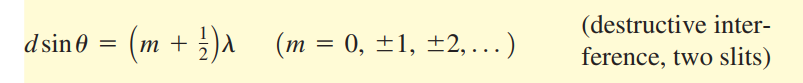 d sin θ = (m + 1/2)λ (m = 0, ±1, ±2, ...) (destructive inter-
ference, two slits)